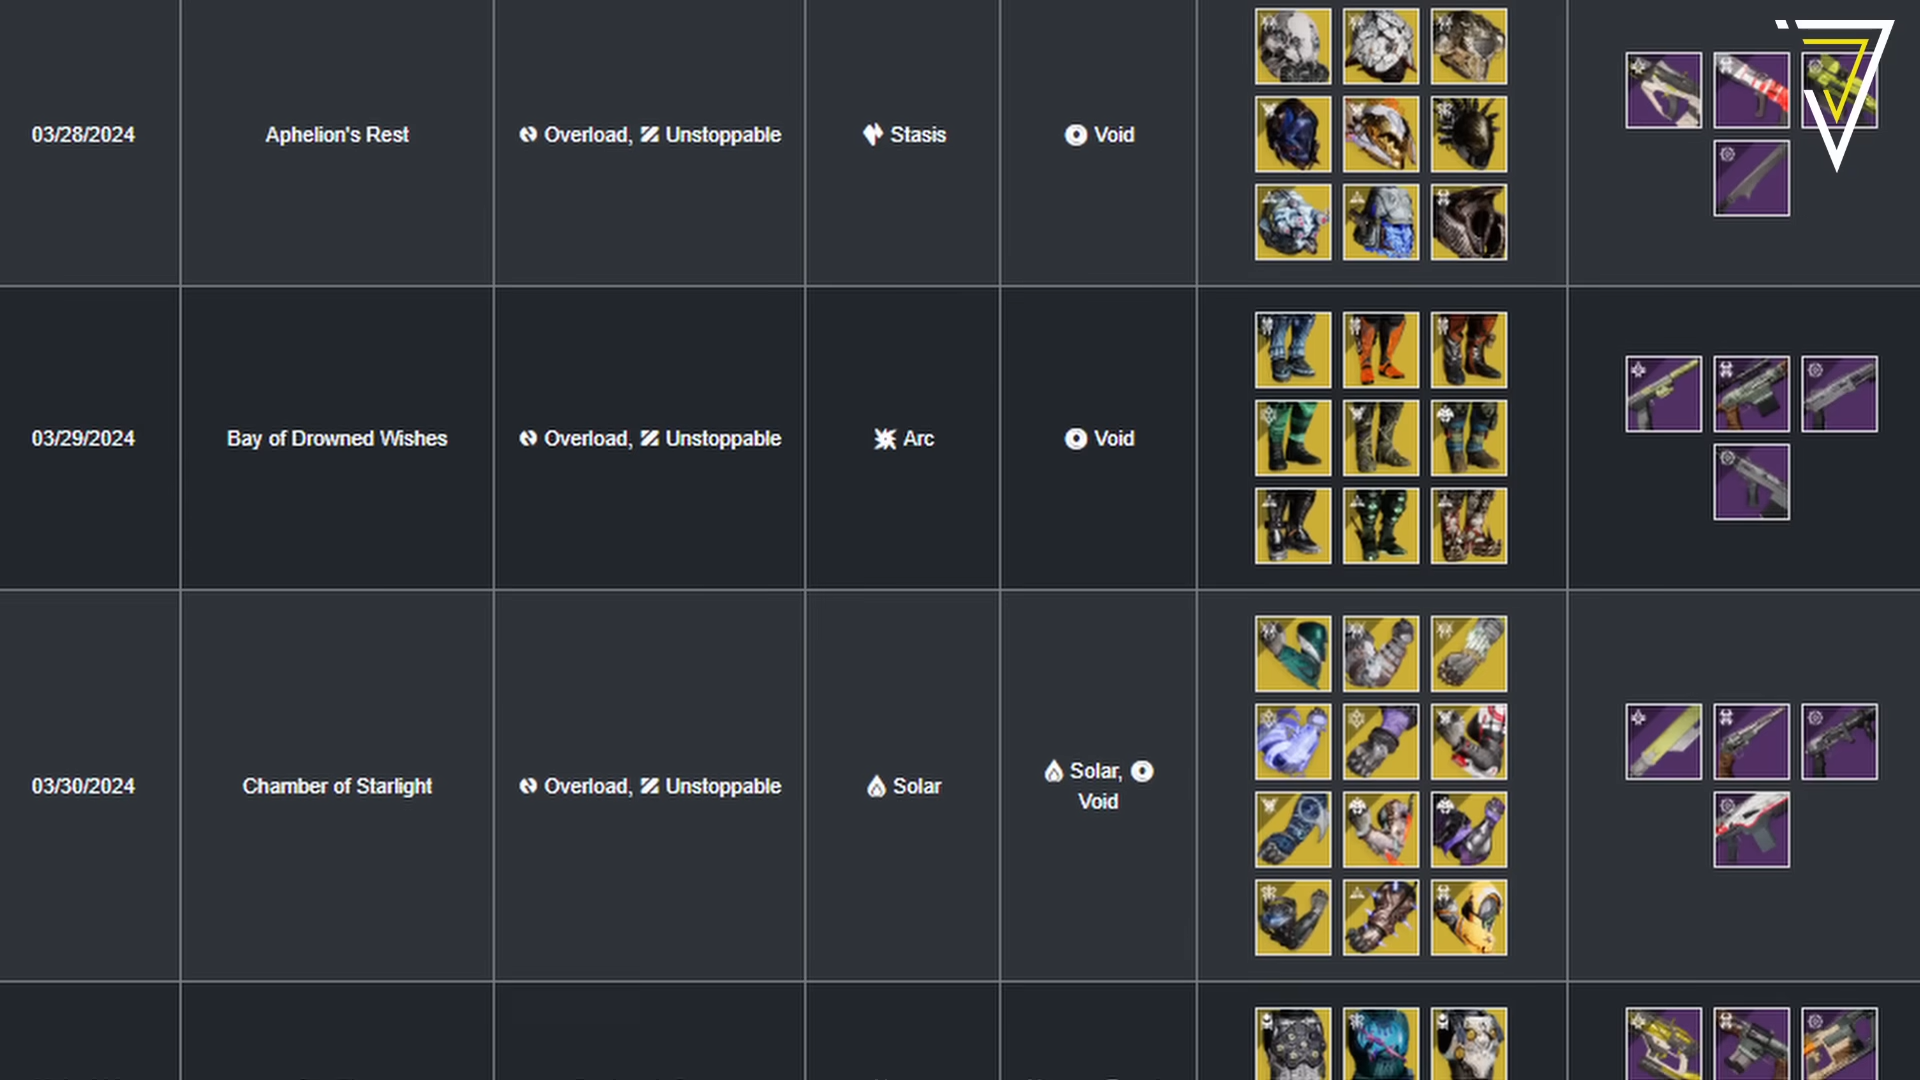 03/28/2024 Aphelion's Rest Overload, Unstoppable Stasis Void
03/29/2024 Bay of Drowned Wishes Overload, Unstoppable Arc Void
03/30/2024 Chamber of Starlight Overload, Unstoppable Solar Solar,
Void